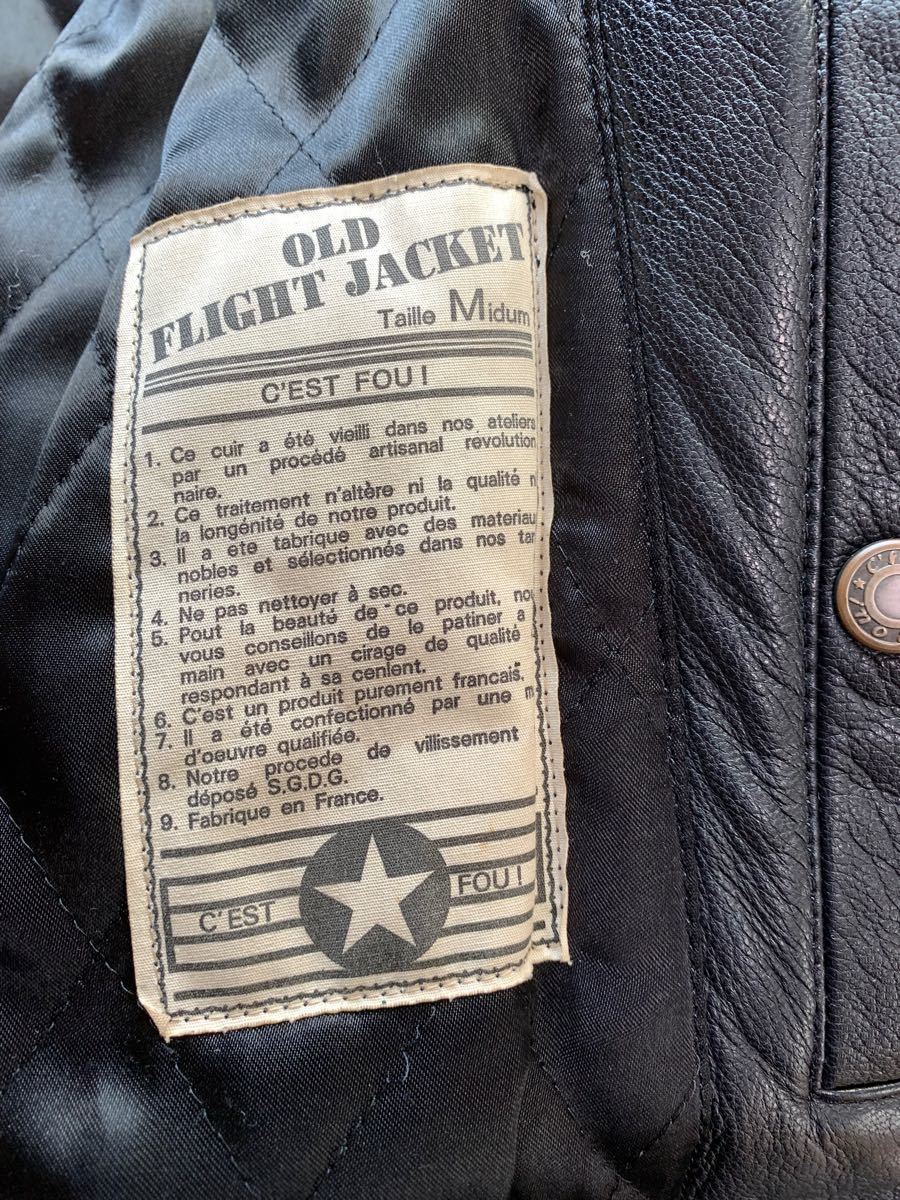 OLD
FLIGHT JACKET
Taille Midum
C'EST FOU!
1. Ce cuir a été vieilli dans nos ateliers
par un procédé artisanal revolution
naire.
2. Ce traitement n'altère ni la qualité n
la longénité de notre produit.
3. Il a ete tabrique avec des materiau
nobles et sélectionnés dans nos tan
neries.
4. Ne pas nettoyer à sec.
5. Pout la beauté de ce produit, no
vous conseillons de le patiner a
main avec un cirage de qualité
respondant à sa cenlent.
6. C'est un produit purement francais.
7. Il a été confectionné par une m
d'oeuvre qualifiée.
8. Notre procede de villissement
déposé S.G.D.G.
9. Fabrique en France.
C'EST FOU!